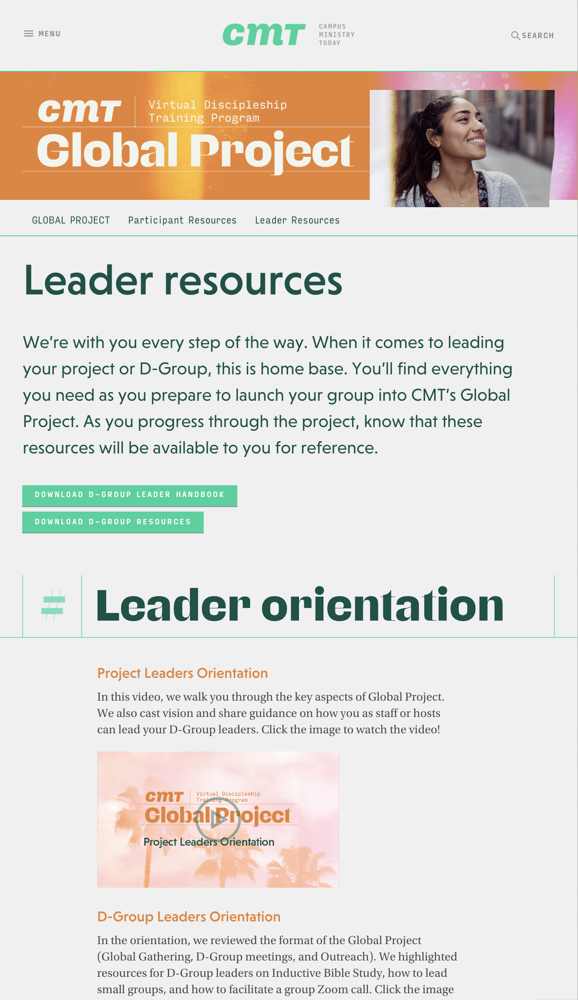 MENU
cmT
CAMPUS
MINISTRY
TODAY
SEARCH
cmT
Virtual Discipleship
Training Program
Global Project
GLOBAL PROJECT
Participant Resources
Leader Resources
Leader resources
We’re with you every step of the way. When it comes to leading
your project or D-Group, this is home base. You’ll find everything
you need as you prepare to launch your group into CMT’s Global
Project. As you progress through the project, know that these
resources will be available to you for reference.
DOWNLOAD D-GROUP LEADER HANDBOOK
DOWNLOAD D-GROUP RESOURCES
# Leader orientation
Project Leaders Orientation
In this video, we walk you through the key aspects of Global Project.
We also cast vision and share guidance on how you as staff or hosts
can lead your D-Group leaders. Click the image to watch the video!
cmT
Virtual Discipleship
Training Program
Global Project
Project Leaders Orientation
D-Group Leaders Orientation
In the orientation, we reviewed the format of the Global Project
(Global Gathering, D-Group meetings, and Outreach). We highlighted
resources for D-Group leaders on Inductive Bible Study, how to lead
small groups, and how to facilitate a group Zoom call. Click the image